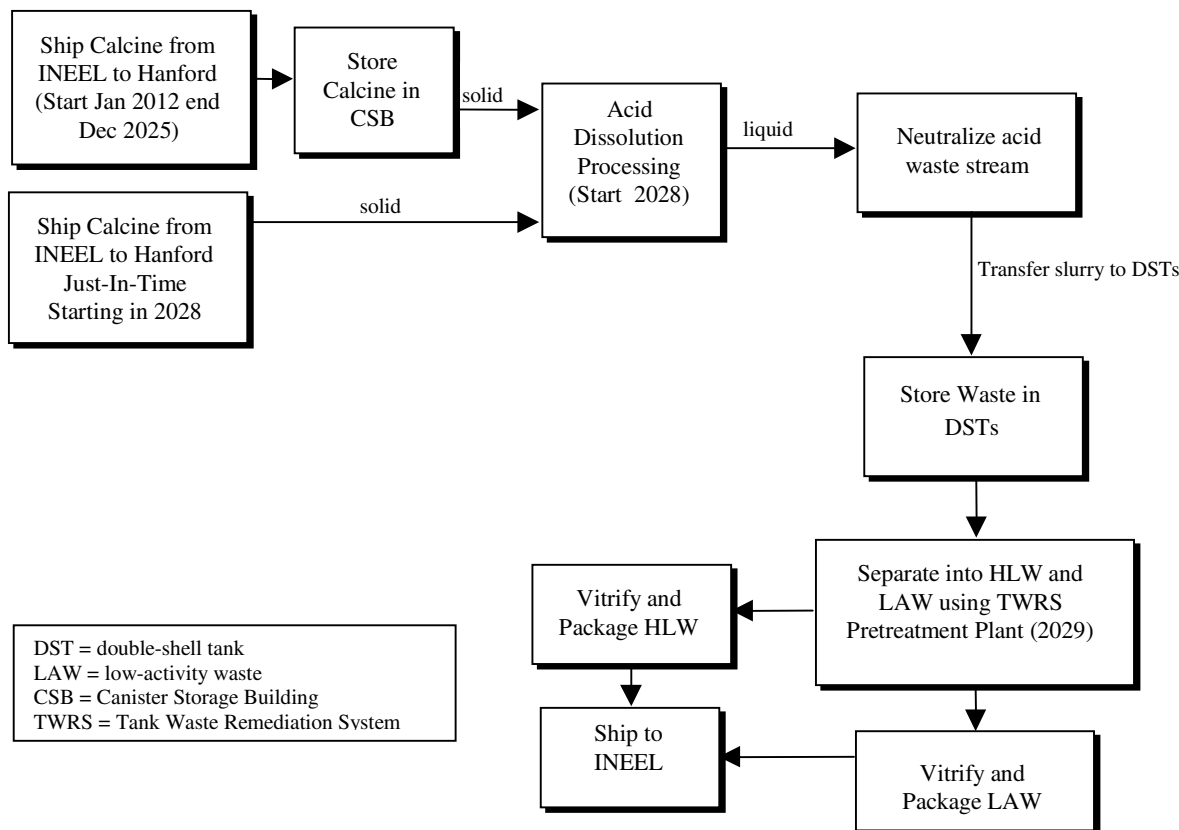 Ship Calcine from
INEEL to Hanford
(Start Jan 2012 end
Dec 2025)
Store
Calcine in
CSB
solid
Acid
Dissolution
Processing
(Start 2028)
liquid
Neutralize acid
waste stream
Ship Calcine from
INEEL to Hanford
Just-In-Time
Starting in 2028
solid
Transfer slurry to DSTs
Store Waste in
DSTs
Separate into HLW and
LAW using TWRS
Pretreatment Plant (2029)
Vitrify and
Package HLW
Ship to
INEEL
Vitrify and
Package LAW
DST = double-shell tank
LAW = low-activity waste
CSB = Canister Storage Building
TWRS = Tank Waste Remediation System